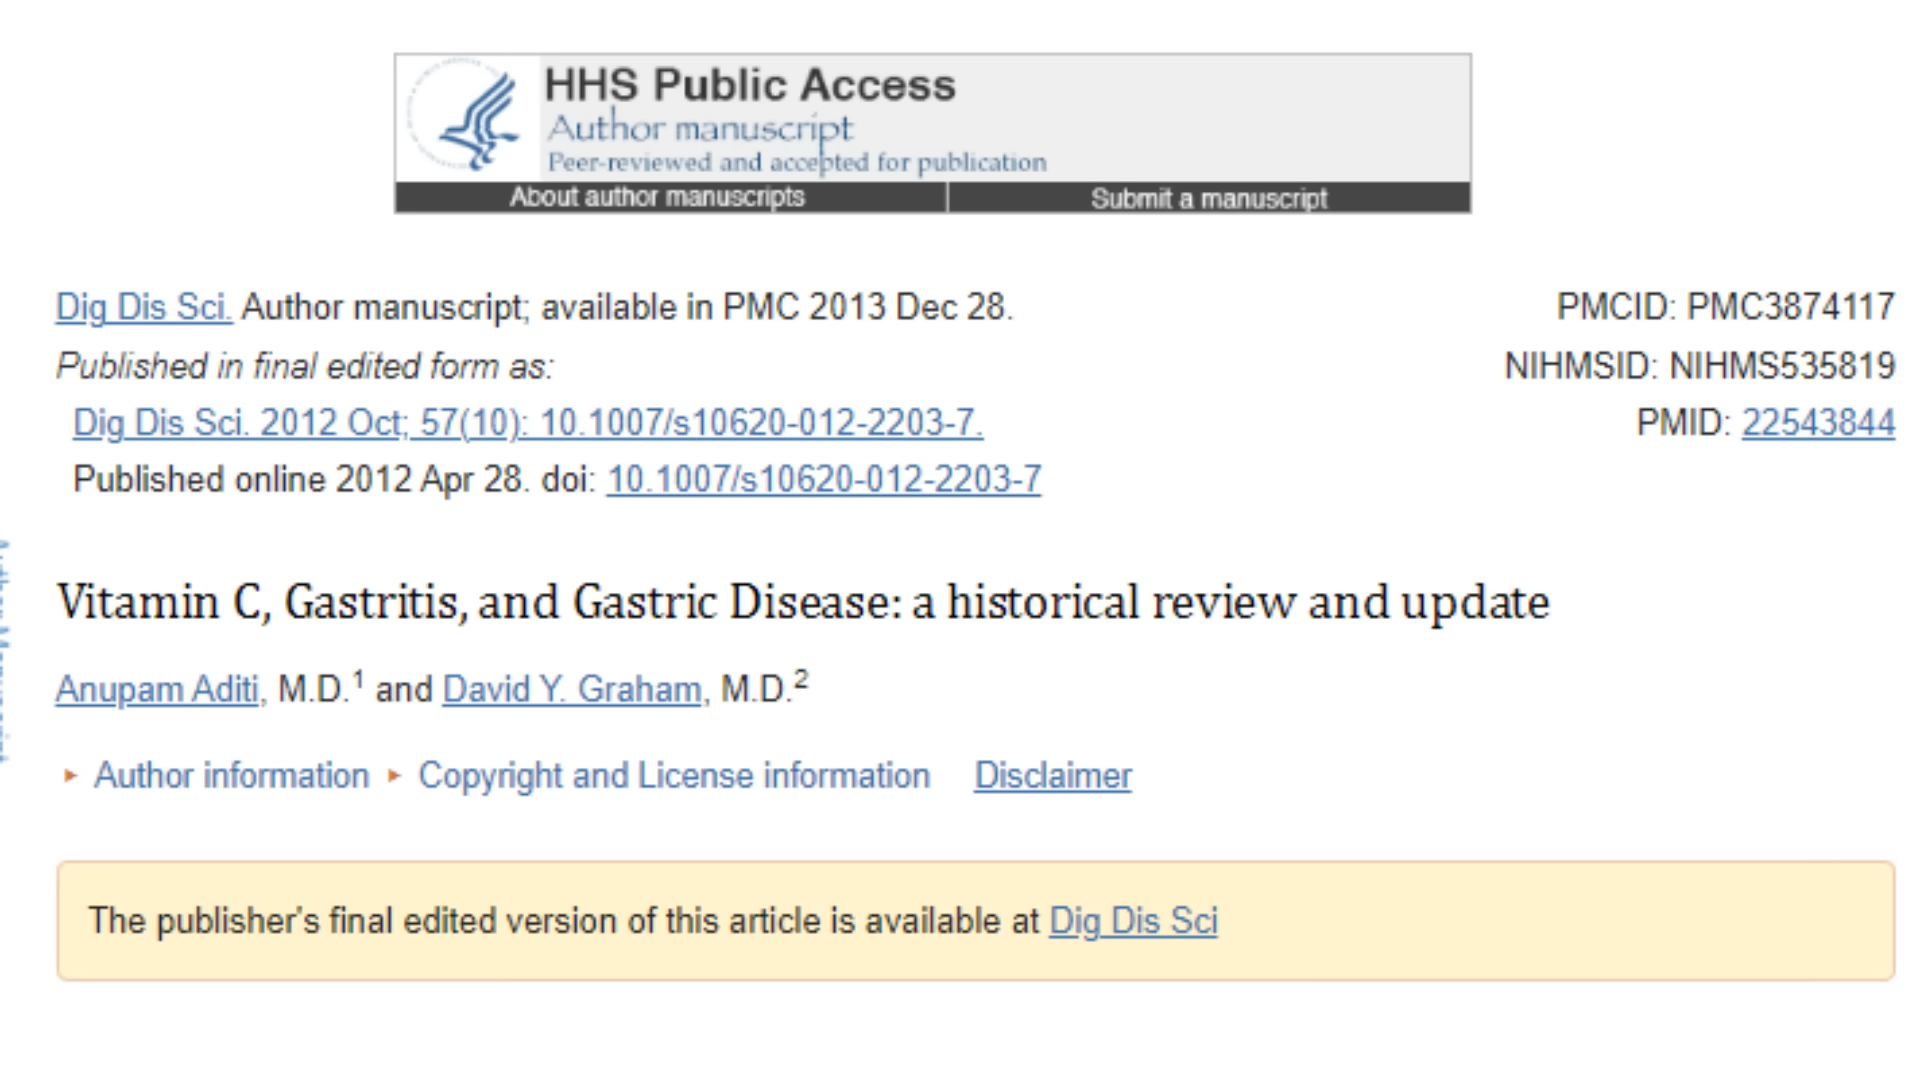 HHS Public Access
Author manuscript
Peer-reviewed and accepted for publication
About author manuscripts Submit a manuscript
Dig Dis Sci. Author manuscript; available in PMC 2013 Dec 28. PMCID: PMC3874117
Published in final edited form as: NIHMSID: NIHMS535819
Dig Dis Sci. 2012 Oct; 57(10): 10.1007/s10620-012-2203-7. PMID: 22543844
Published online 2012 Apr 28. doi: 10.1007/s10620-012-2203-7
Vitamin C, Gastritis, and Gastric Disease: a historical review and update
Anupam Aditi, M.D.1 and David Y. Graham, M.D.2
▸ Author information ▸ Copyright and License information Disclaimer
The publisher's final edited version of this article is available at Dig Dis Sci